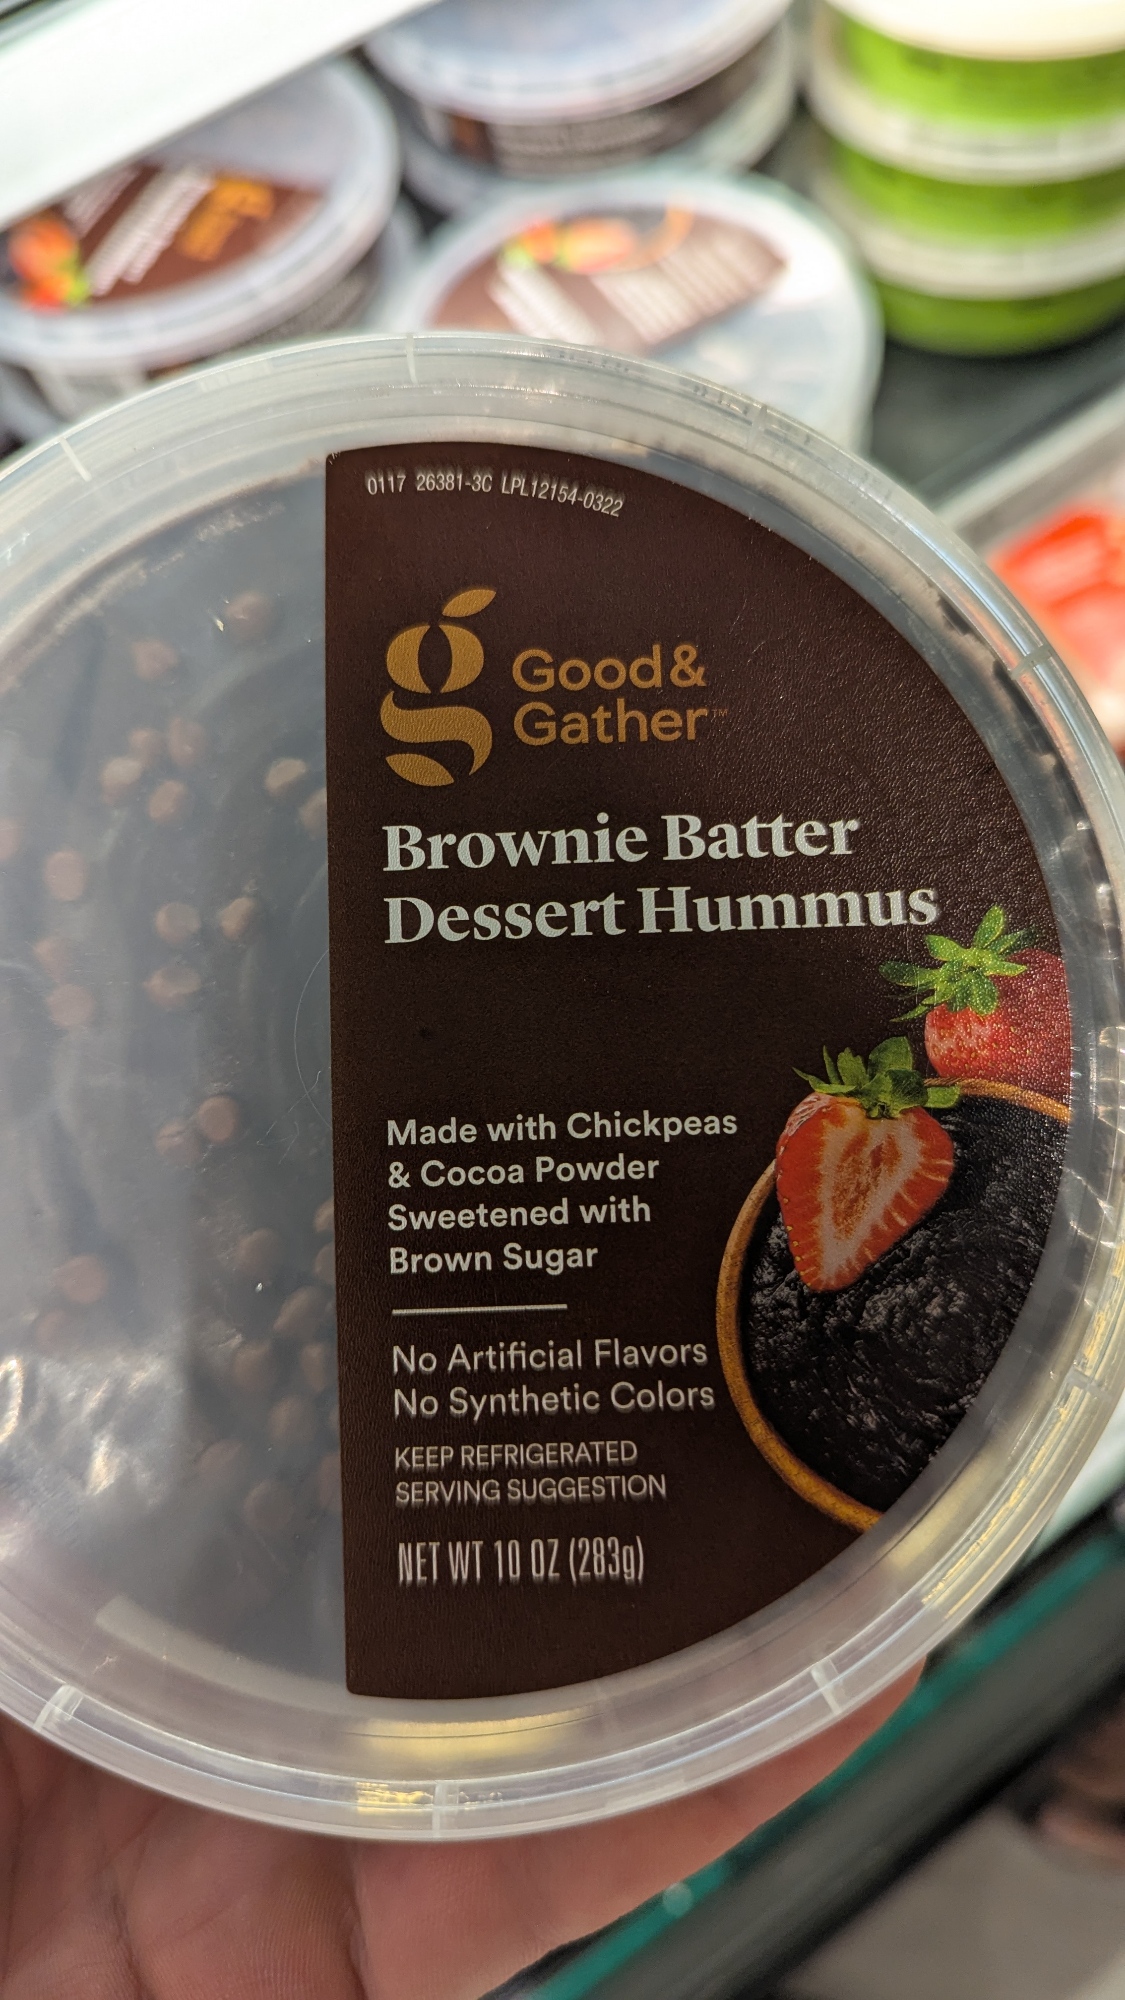 0117 26381-3C LPL12154-0322
g
Good &
Gather™
Brownie Batter
Dessert Hummus
Made with Chickpeas
& Cocoa Powder
Sweetened with
Brown Sugar
No Artificial Flavors
No Synthetic Colors
KEEP REFRIGERATED
SERVING SUGGESTION
NET WT 10 OZ (283g)